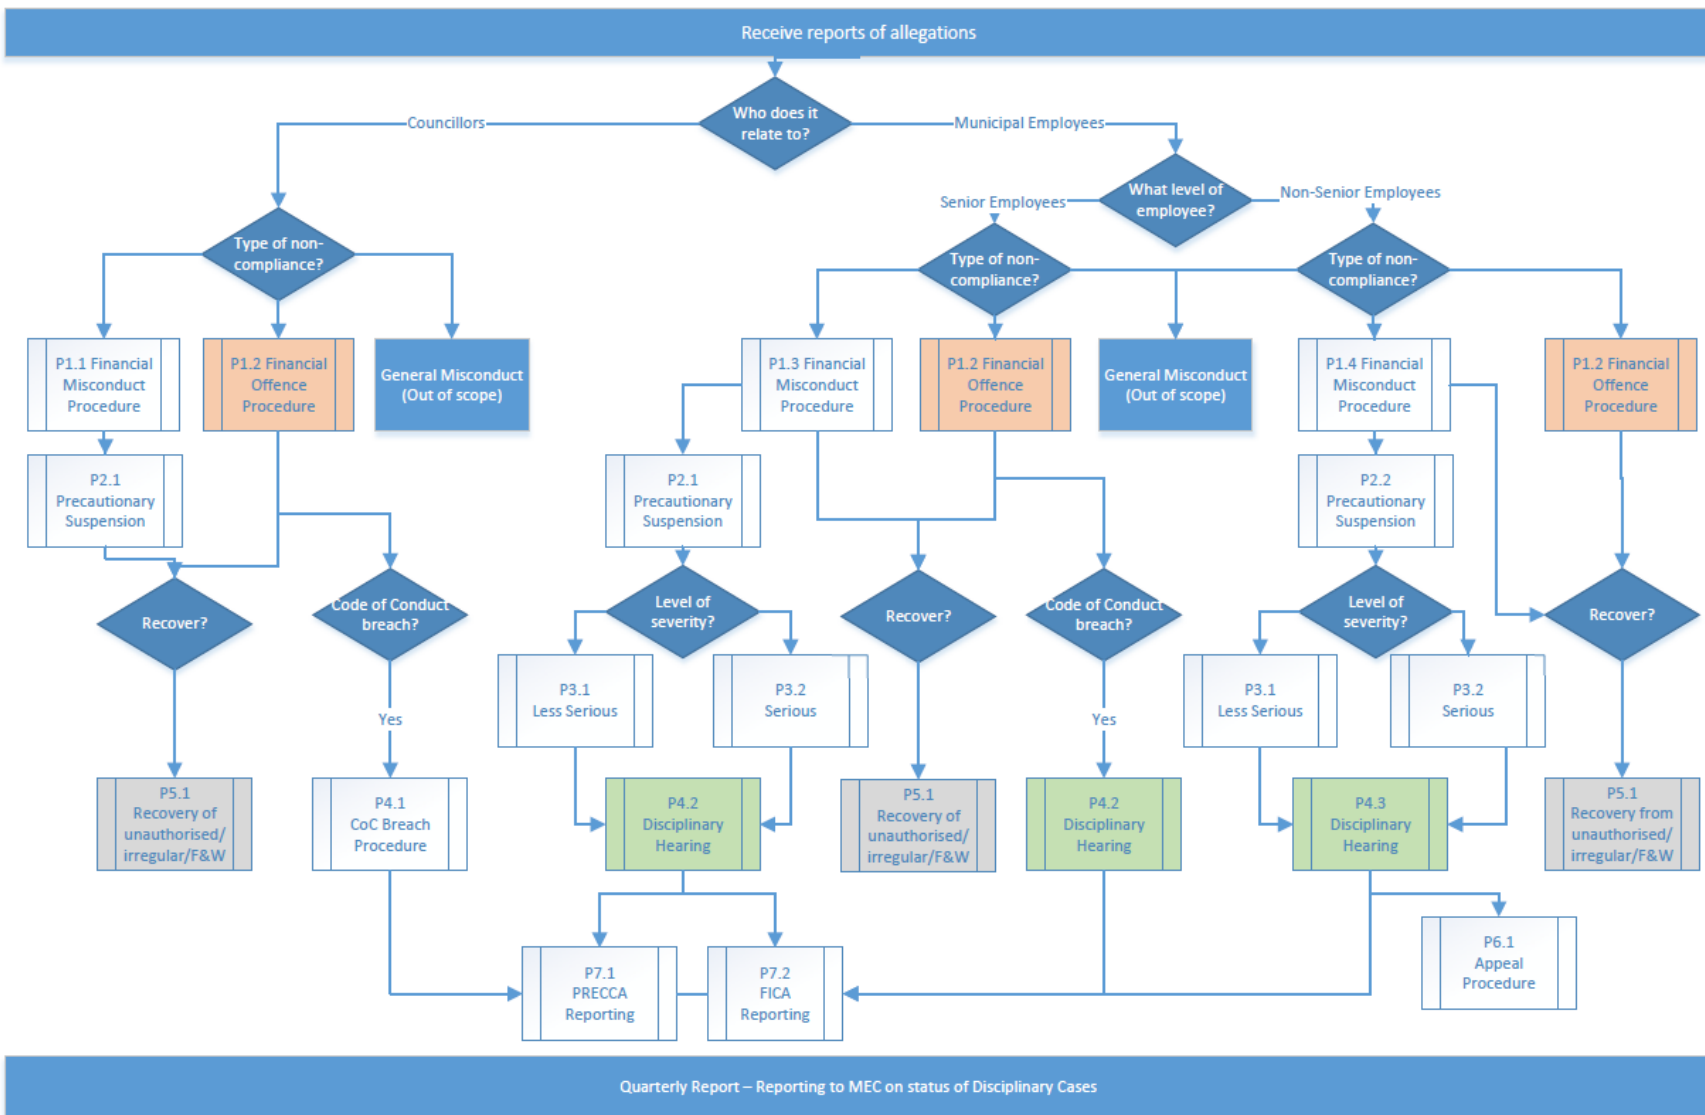 Receive reports of allegations
Who does it
relate to?
Councillors
Municipal Employees
What level of
employee?
Senior Employees
Non-Senior Employees
Type of non-
compliance?
Type of non-
compliance?
Type of non-
compliance?
P1.1 Financial
Misconduct
Procedure
P1.2 Financial
Offence
Procedure
General Misconduct
(Out of scope)
P1.3 Financial
Misconduct
Procedure
P1.2 Financial
Offence
Procedure
General Misconduct
(Out of scope)
P1.4 Financial
Misconduct
Procedure
P1.2 Financial
Offence
Procedure
P2.1
Precautionary
Suspension
P2.1
Precautionary
Suspension
P2.2
Precautionary
Suspension
Recover?
Code of Conduct
breach?
Level of
severity?
Recover?
Code of Conduct
breach?
Level of
severity?
Recover?
P3.1
Less Serious
P3.2
Serious
P3.1
Less Serious
P3.2
Serious
Yes
Yes
P5.1
Recovery of
unauthorised/
irregular/F&W
P4.1
CoC Breach
Procedure
P4.2
Disciplinary
Hearing
P5.1
Recovery of
unauthorised/
irregular/F&W
P4.2
Disciplinary
Hearing
P4.3
Disciplinary
Hearing
P5.1
Recovery from
unauthorised/
irregular/F&W
P7.1
PRECCA
Reporting
P7.2
FICA
Reporting
P6.1
Appeal
Procedure
Quarterly Report – Reporting to MEC on status of Disciplinary Cases